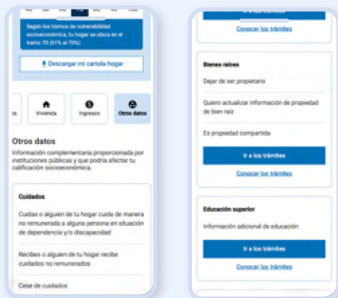 Según los tramos de vulnerabilidad
socioeconómica, tu hogar se ubica en el
tramo 70 (61% al 70%)
Descargar mi cartola hogar
Vivienda
Ingresos
Otros datos
Otros datos
Información complementaria proporcionada por
instituciones públicas y que podría afectar tu
calificación socioeconómica.
Cuidados
Cuidas o alguien de tu hogar cuida de manera
no remunerada a alguna persona en situación
de dependencia y/o discapacidad
Recibes o alguien de tu hogar recibe
cuidados no remunerados
Cese de cuidados
Conocer los trámites
Bienes raíces
Dejar de ser propietario
Quiero actualizar información de propiedad
de bien raíz
Es propiedad compartida
Ir a los trámites
Conocer los trámites
Educación superior
Información adicional de educación
Ir a los trámites
Conocer los trámites